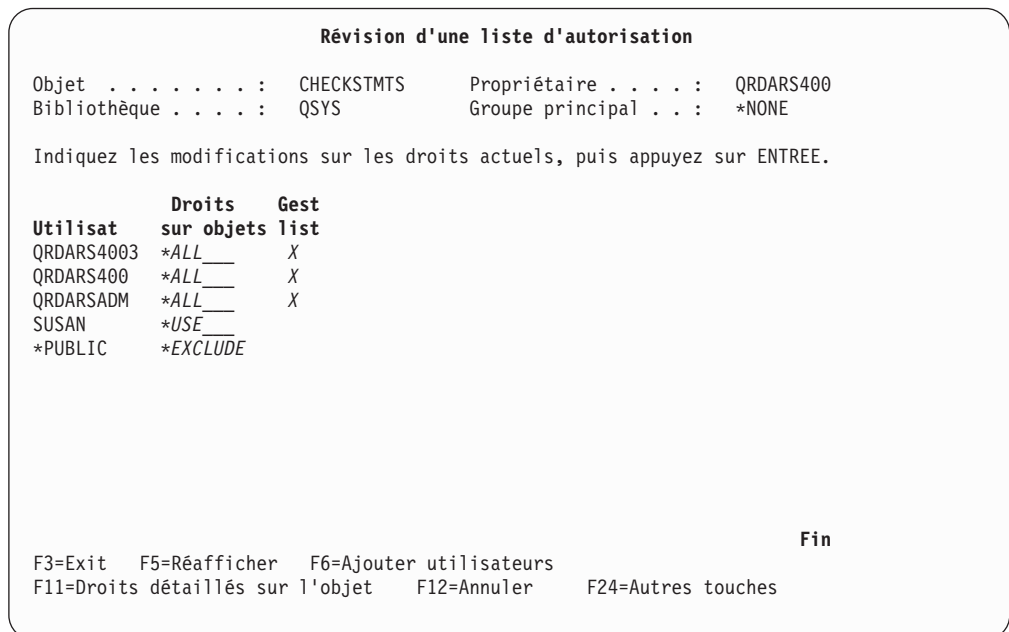 Révision d'une liste d'autorisation
Objet . . . . . . . : CHECKSTMTS Propriétaire . . . . : QRDARS400
Bibliothèque . . . . : QSYS Groupe principal . . : *NONE
Indiquez les modifications sur les droits actuels, puis appuyez sur ENTREE.
Droits Gest
Utilisat sur objets list
QRDARS4003 *ALL___ X
QRDARS400 *ALL___ X
QRDARSADM *ALL___ X
SUSAN *USE___
*PUBLIC *EXCLUDE
Fin
F3=Exit F5=Réafficher F6=Ajouter utilisateurs
F11=Droits détaillés sur l'objet F12=Annuler F24=Autres touches